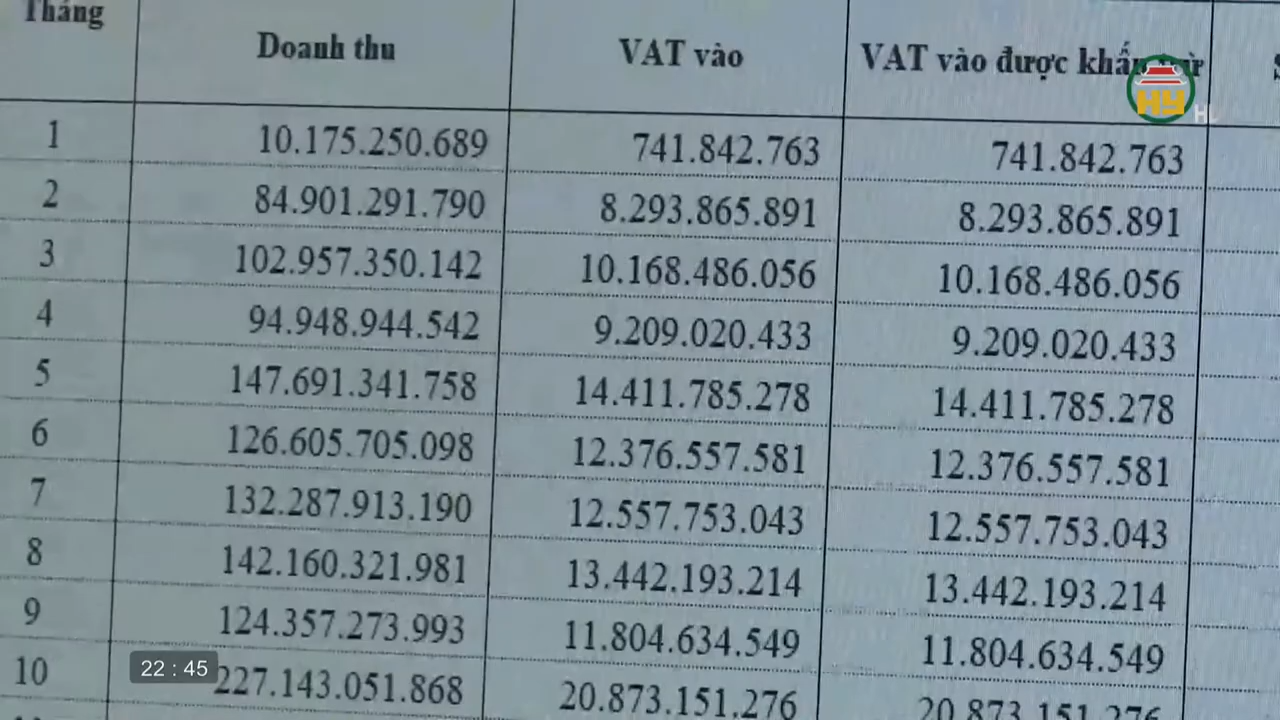 Tháng Doanh thu VAT vào VAT vào được khấu trừ
HY
1 10.175.250.689 741.842.763 741.842.763
2 84.901.291.790 8.293.865.891 8.293.865.891
3 102.957.350.142 10.168.486.056 10.168.486.056
4 94.948.944.542 9.209.020.433 9.209.020.433
5 147.691.341.758 14.411.785.278 14.411.785.278
6 126.605.705.098 12.376.557.581 12.376.557.581
7 132.287.913.190 12.557.753.043 12.557.753.043
8 142.160.321.981 13.442.193.214 13.442.193.214
9 124.357.273.993 11.804.634.549 11.804.634.549
10 227.143.051.868 20.873.151.276 20.873.151.276
22 : 45